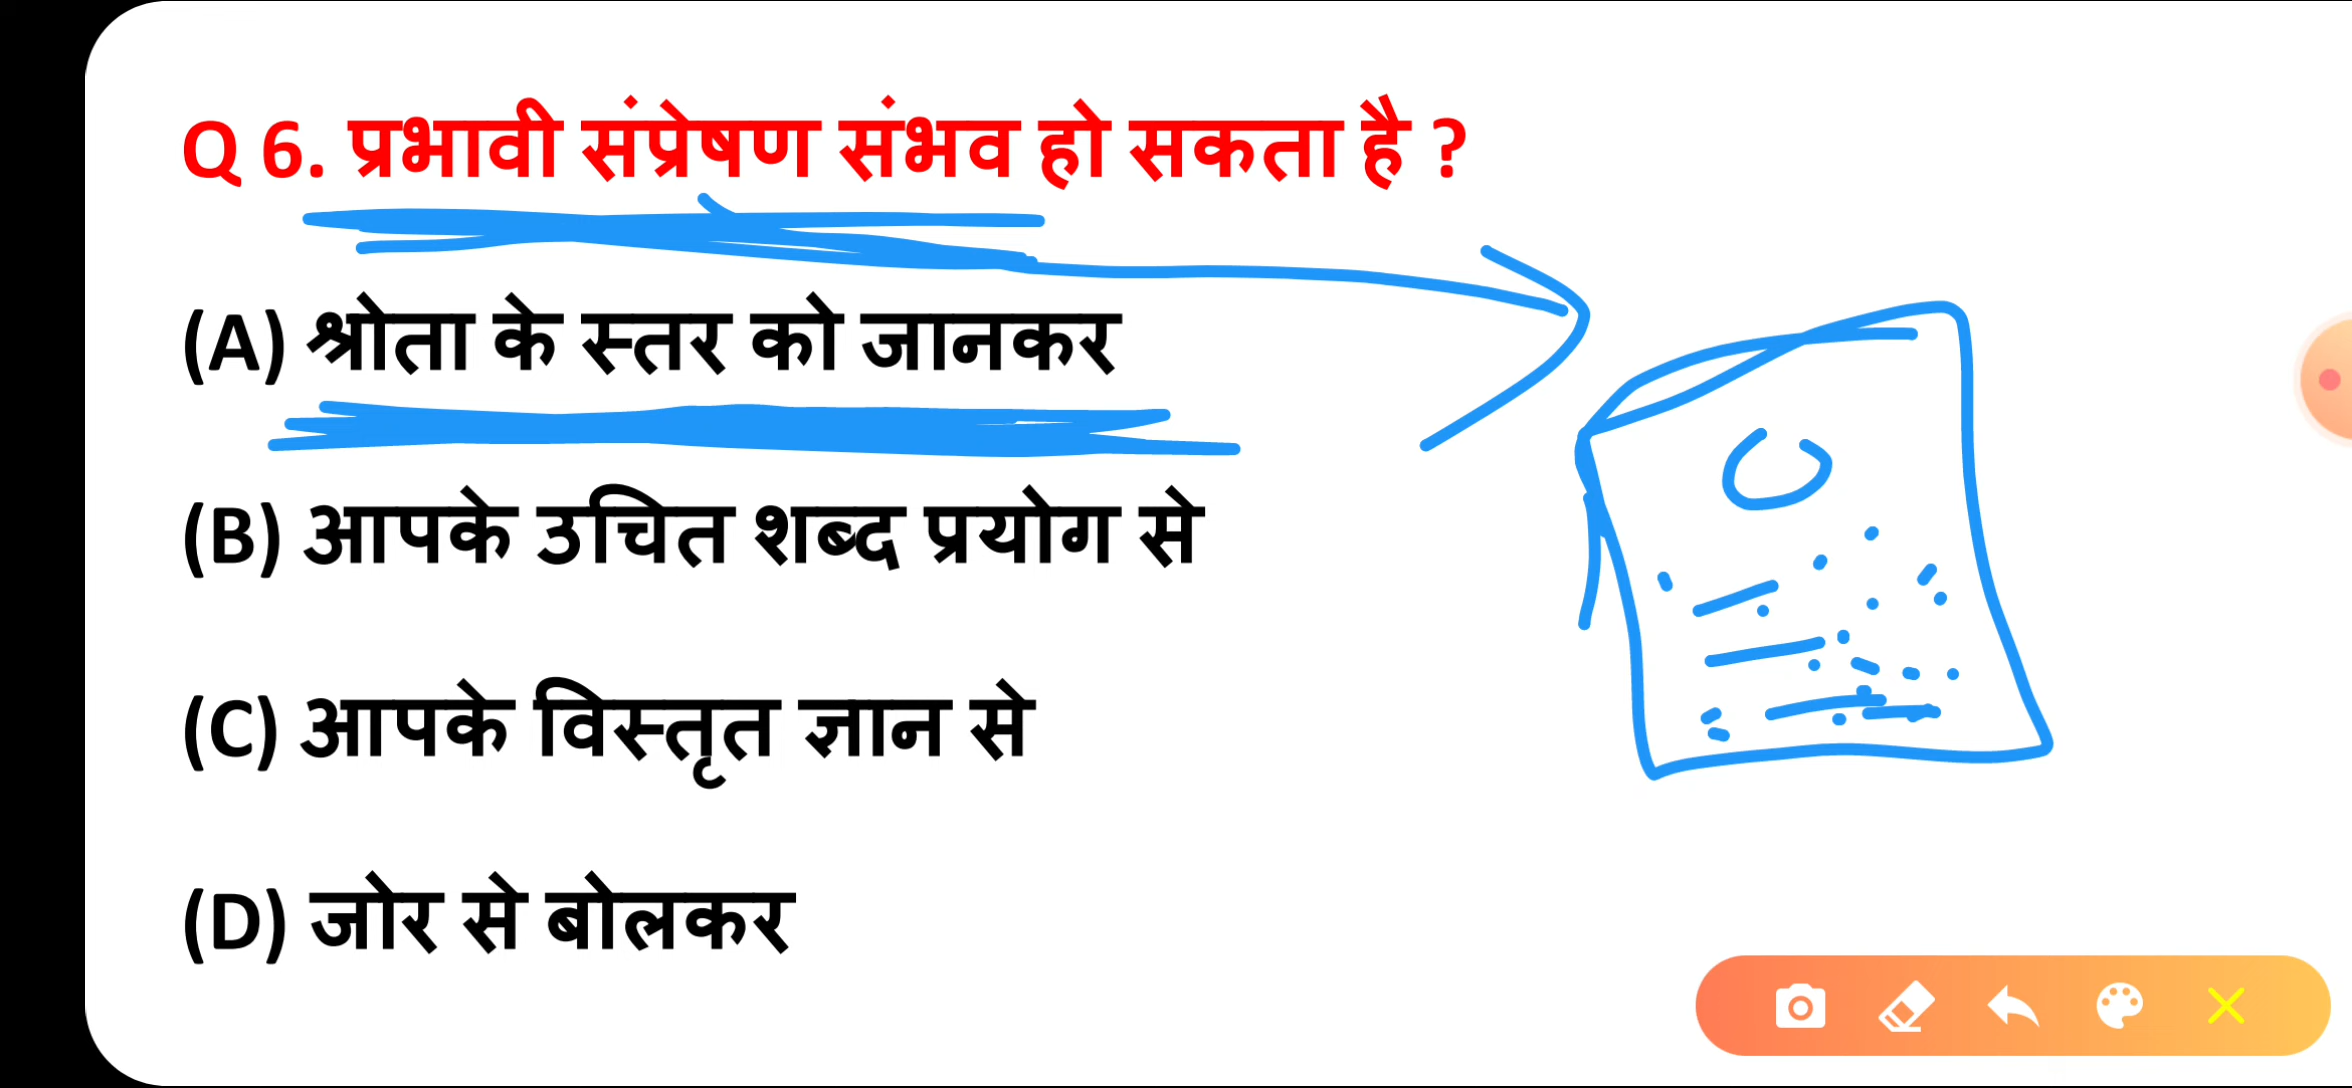 Q 6. प्रभावी संप्रेषण संभव हो सकता है ?
(A) श्रोता के स्तर को जानकर
(B) आपके उचित शब्द प्रयोग से
(C) आपके विस्तृत ज्ञान से
(D) जोर से बोलकर